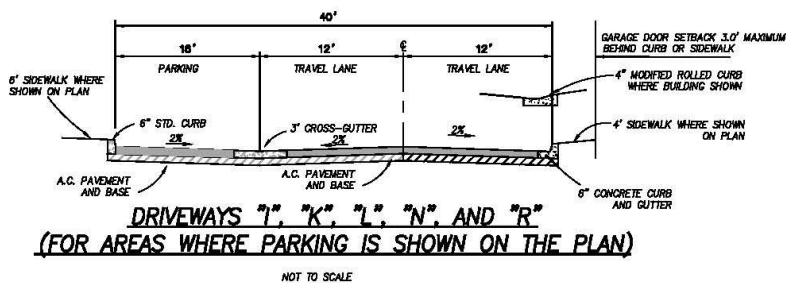 40'
16' 12' ℄ 12'
PARKING TRAVEL LANE TRAVEL LANE
GARAGE DOOR SETBACK 3.0' MAXIMUM
BEHIND CURB OR SIDEWALK
6' SIDEWALK WHERE
SHOWN ON PLAN
4" MODIFIED ROLLED CURB
WHERE BUILDING SHOWN
6" STD. CURB
2%
3' CROSS-GUTTER
2%
2%
4' SIDEWALK WHERE SHOWN
ON PLAN
A.C. PAVEMENT
AND BASE
A.C. PAVEMENT
AND BASE
6" CONCRETE CURB
AND GUTTER
DRIVEWAYS "I", "K", "L", "N", AND "R"
(FOR AREAS WHERE PARKING IS SHOWN ON THE PLAN)
NOT TO SCALE